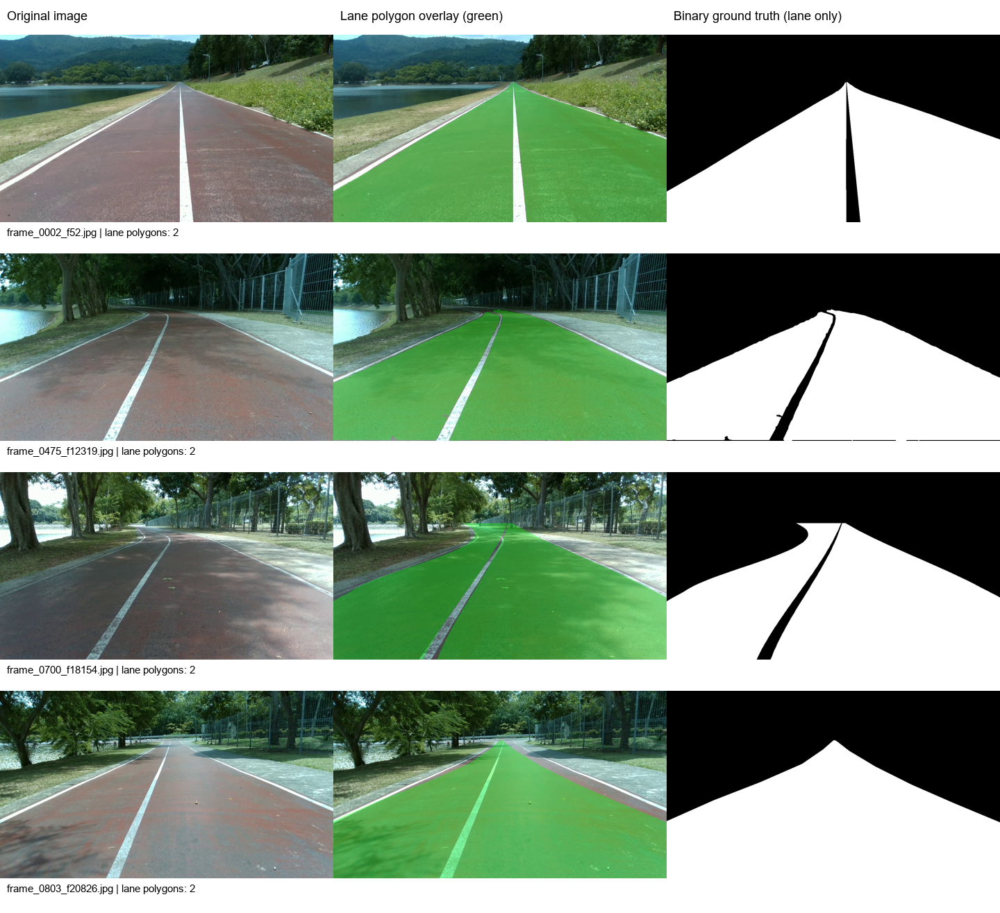 Original image
Lane polygon overlay (green)
Binary ground truth (lane only)
frame_0002_f52.jpg | lane polygons: 2
frame_0475_f12319.jpg | lane polygons: 2
frame_0700_f18154.jpg | lane polygons: 2
frame_0803_f20826.jpg | lane polygons: 2